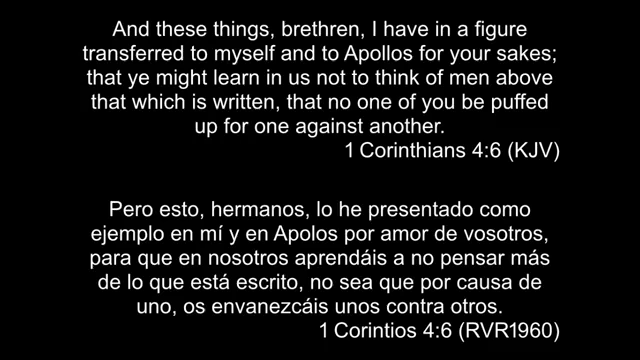 And these things, brethren, I have in a figure
transferred to myself and to Apollos for your sakes;
that ye might learn in us not to think of men above
that which is written, that no one of you be puffed
up for one against another.
1 Corinthians 4:6 (KJV)
Pero esto, hermanos, lo he presentado como
ejemplo en mí y en Apolos por amor de vosotros,
para que en nosotros aprendáis a no pensar más
de lo que está escrito, no sea que por causa de
uno, os envanezcáis unos contra otros.
1 Corintios 4:6 (RVR1960)